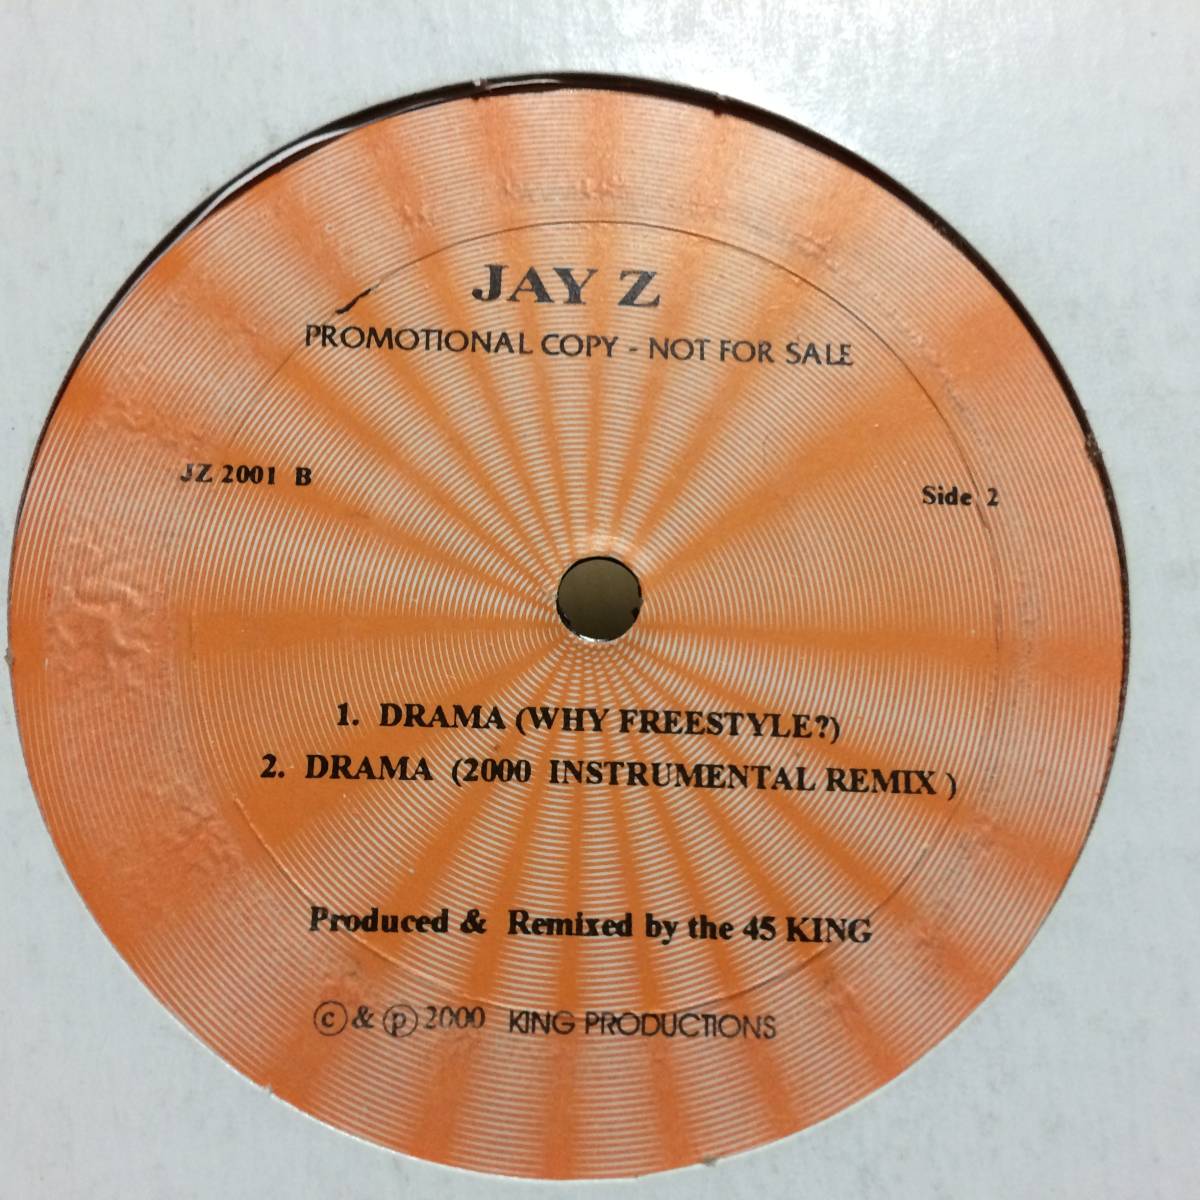 JAY Z
PROMOTIONAL COPY - NOT FOR SALE
JZ 2001 B
Side 2
1. DRAMA (WHY FREESTYLE?)
2. DRAMA (2000 INSTRUMENTAL REMIX )
Produced & Remixed by the 45 KING
ⓒ & ⓟ 2000 KING PRODUCTIONS